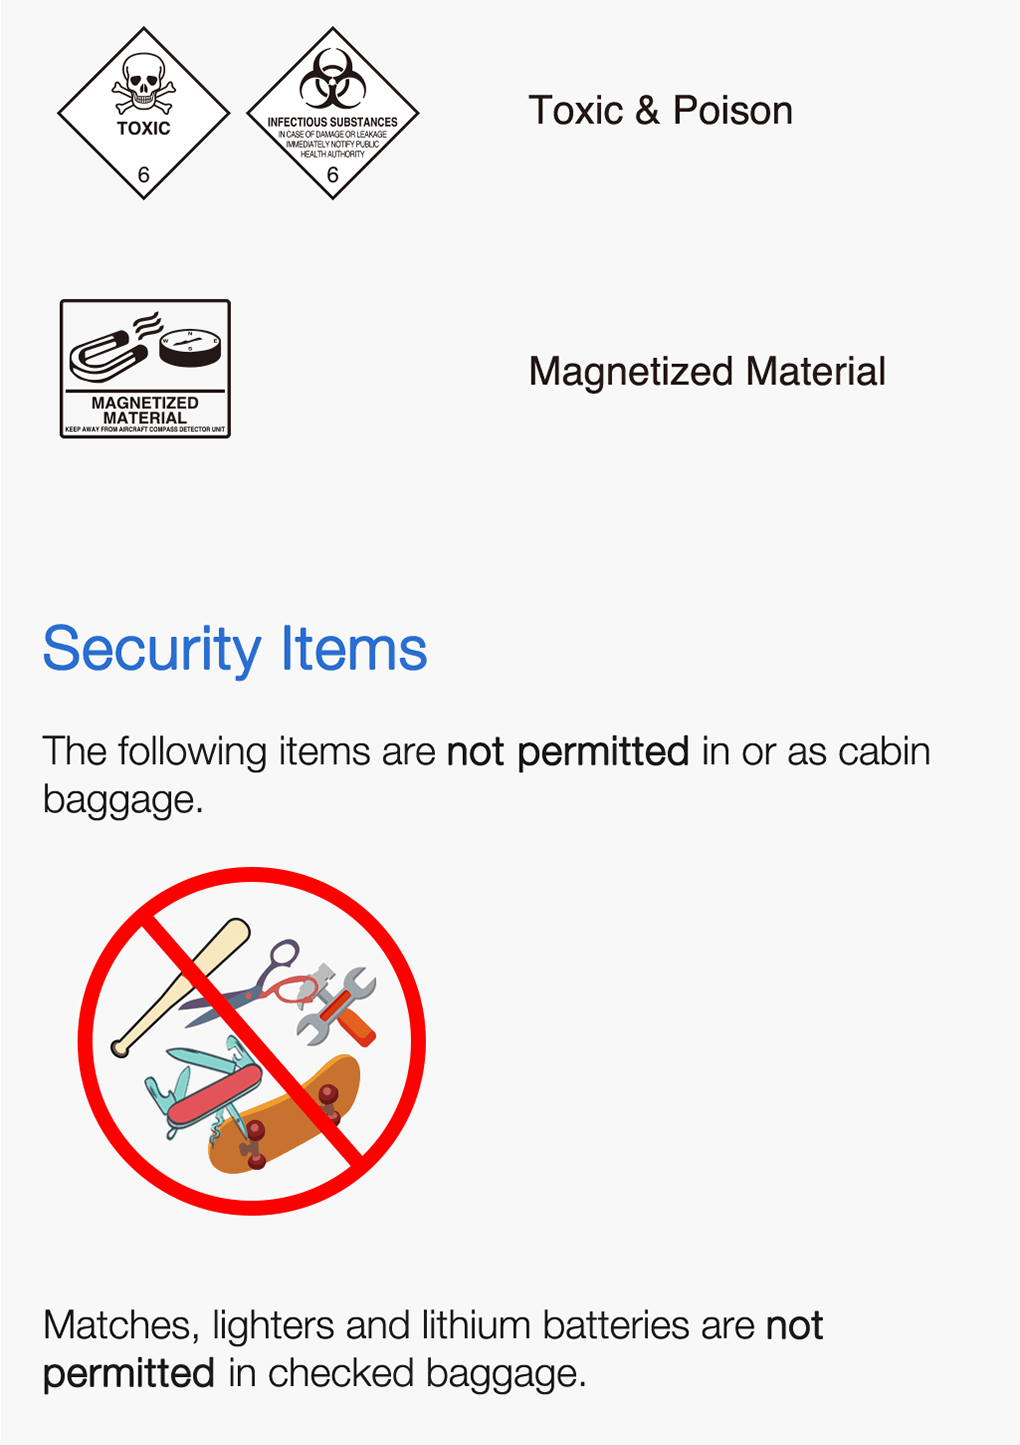 TOXIC
6
INFECTIOUS SUBSTANCES
IN CASE OF DAMAGE OR LEAKAGE
IMMEDIATELY NOTIFY PUBLIC
HEALTH AUTHORITY
6
Toxic & Poison
N
W
E
S
MAGNETIZED
MATERIAL
KEEP AWAY FROM AIRCRAFT COMPASS DETECTOR UNIT
Magnetized Material
Security Items
The following items are not permitted in or as cabin
baggage.
Matches, lighters and lithium batteries are not
permitted in checked baggage.